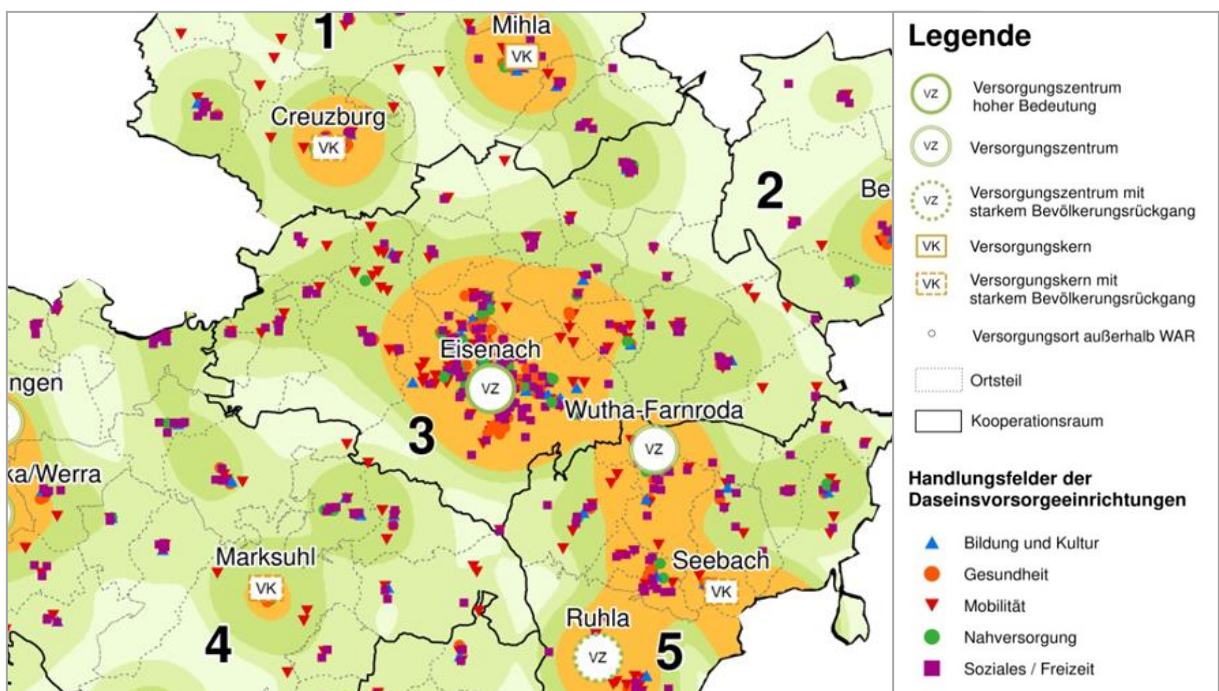 1
Mihla
VK
Creuzburg
VK
2
Be
Eisenach
VZ
ngen
3
Wutha-Farnroda
VZ
ka/Werra
Marksuhl
VK
Seebach
VK
4
Ruhla
VZ
5
Legende
VZ
Versorgungszentrum
hoher Bedeutung
VZ
Versorgungszentrum
VZ
Versorgungszentrum mit
starkem Bevölkerungsrückgang
VK
Versorgungskern
VK
Versorgungskern mit
starkem Bevölkerungsrückgang
Versorgungsort außerhalb WAR
Ortsteil
Kooperationsraum
Handlungsfelder der
Daseinsvorsorgeeinrichtungen
Bildung und Kultur
Gesundheit
Mobilität
Nahversorgung
Soziales / Freizeit